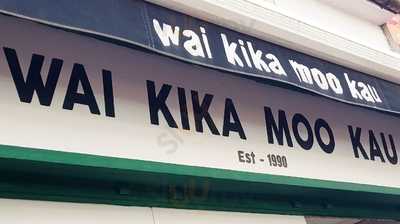 wai kika moo kau
WAI KIKA MOO KAU
Est - 1990